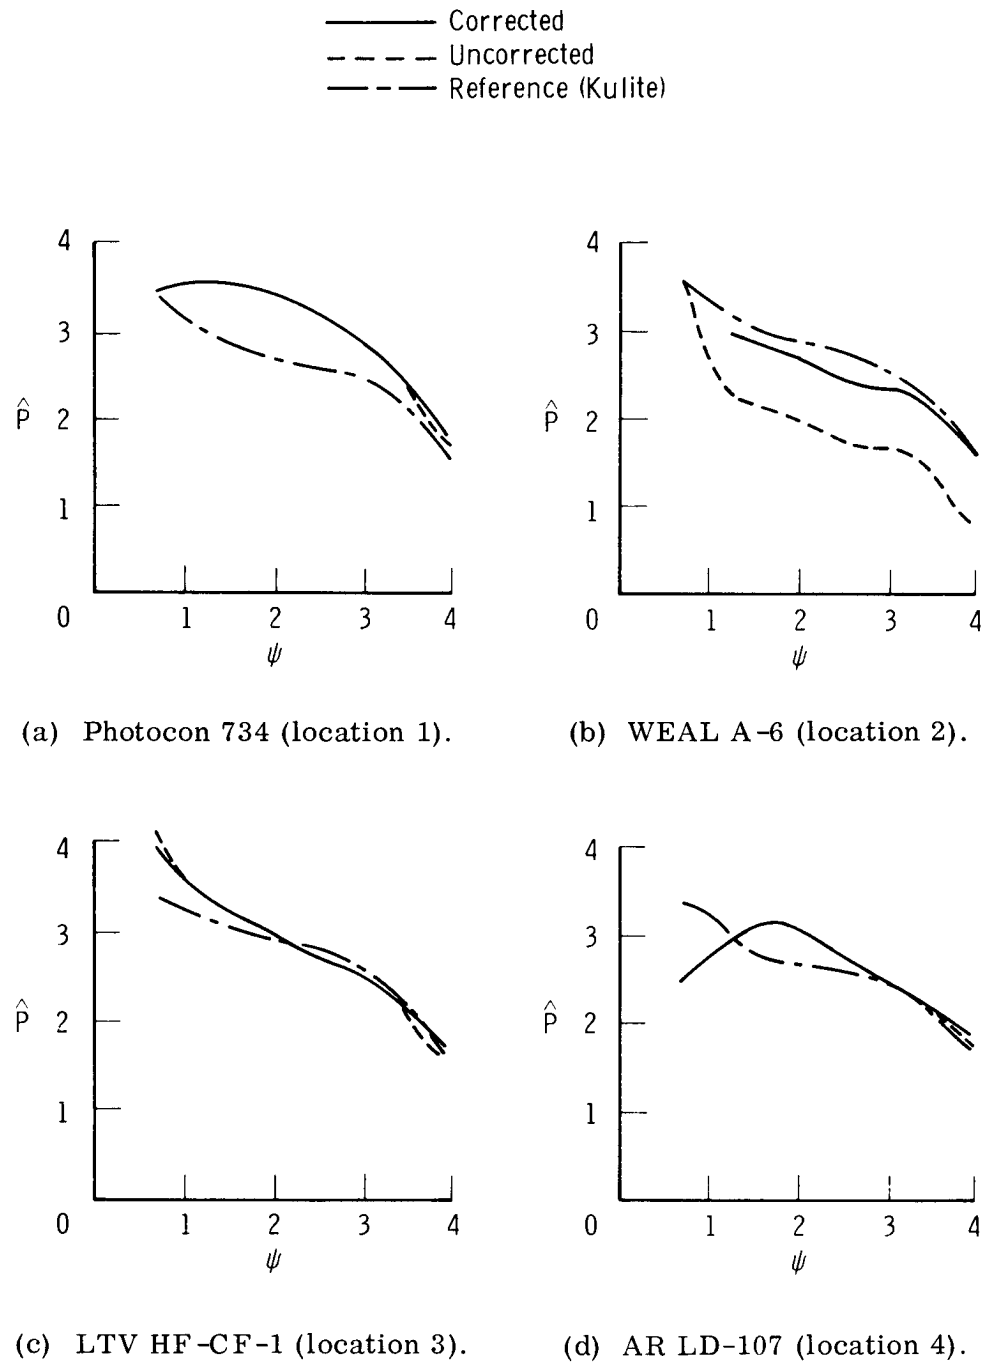 Corrected
Uncorrected
Reference (Kulite)
4
3
P̂ 2
1
0 1 2 3 4
ψ
(a) Photocon 734 (location 1).
4
3
P̂ 2
1
0 1 2 3 4
ψ
(b) WEAL A-6 (location 2).
4
3
P̂ 2
1
0 1 2 3 4
ψ
(c) LTV HF-CF-1 (location 3).
4
3
P̂ 2
1
0 1 2 3 4
ψ
(d) AR LD-107 (location 4).